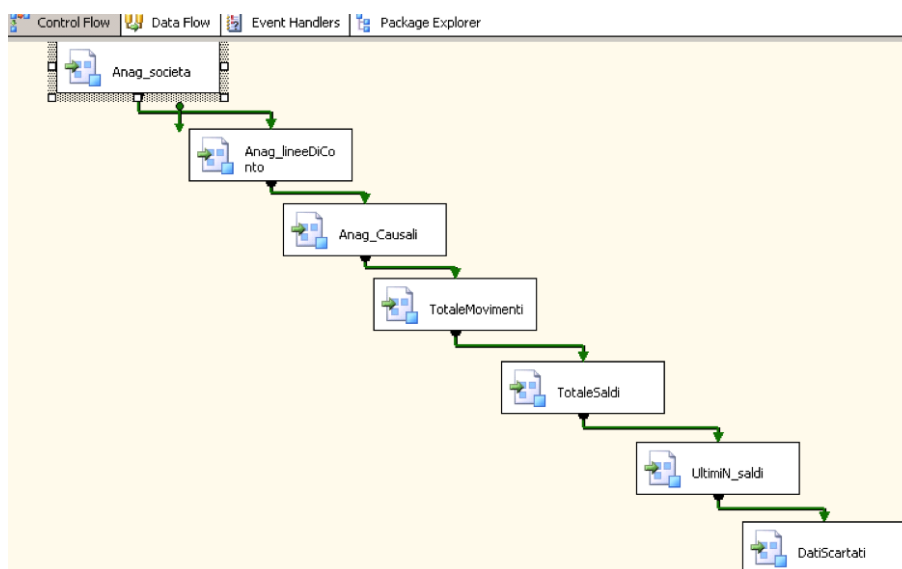 Control Flow
Data Flow
Event Handlers
Package Explorer
Anag_societa
Anag_lineeDiCo
nto
Anag_Causali
TotaleMovimenti
TotaleSaldi
UltimiN_saldi
DatiScartati